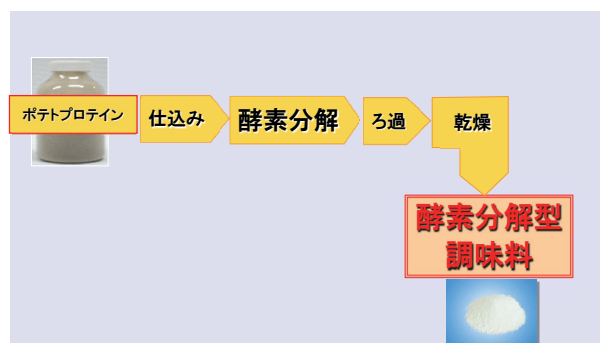 ポテトプロテイン
仕込み
酵素分解
ろ過
乾燥
酵素分解型
調味料